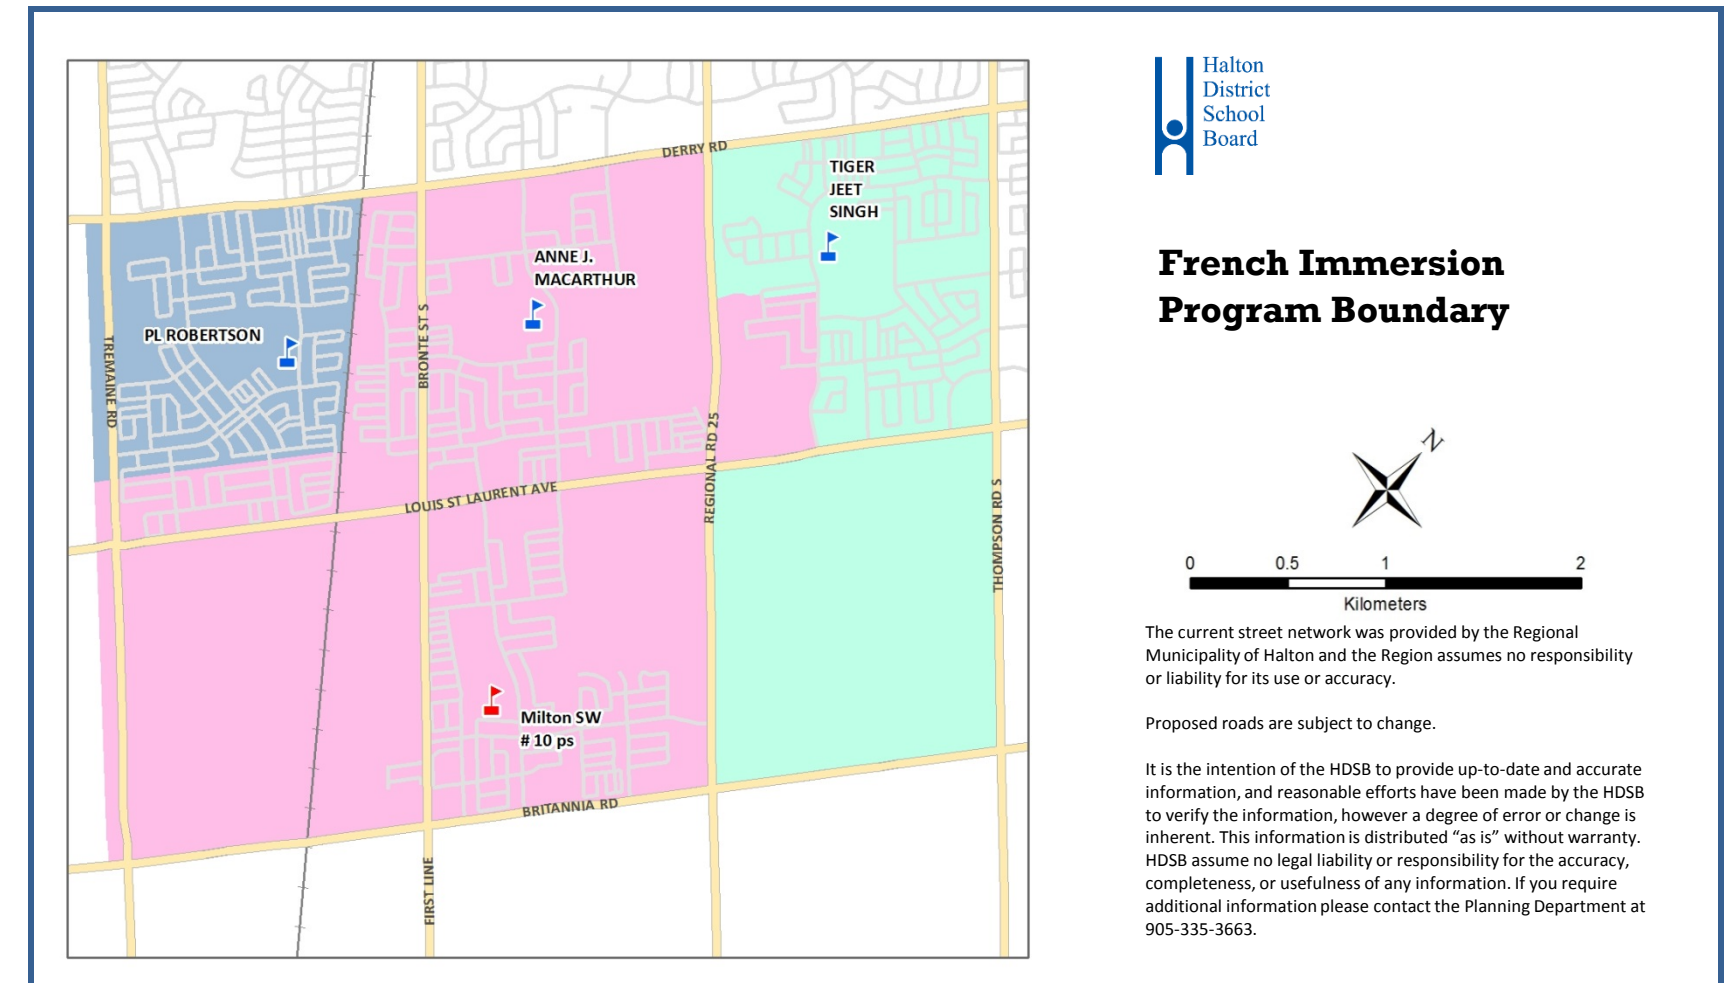 Halton
District
School
Board
French Immersion
Program Boundary
DERRY RD
TIGER
JEET
SINGH
ANNE J.
MACARTHUR
PL ROBERTSON
TREMAINE RD
BRONTE ST S
REGIONAL RD 25
LOUIS ST LAURENT AVE
THOMPSON RD S
Milton SW
# 10 ps
BRITANNIA RD
FIRST LINE
N
0 0.5 1 2
Kilometers
The current street network was provided by the Regional
Municipality of Halton and the Region assumes no responsibility
or liability for its use or accuracy.
Proposed roads are subject to change.
It is the intention of the HDSB to provide up-to-date and accurate
information, and reasonable efforts have been made by the HDSB
to verify the information, however a degree of error or change is
inherent. This information is distributed “as is” without warranty.
HDSB assume no legal liability or responsibility for the accuracy,
completeness, or usefulness of any information. If you require
additional information please contact the Planning Department at
905-335-3663.